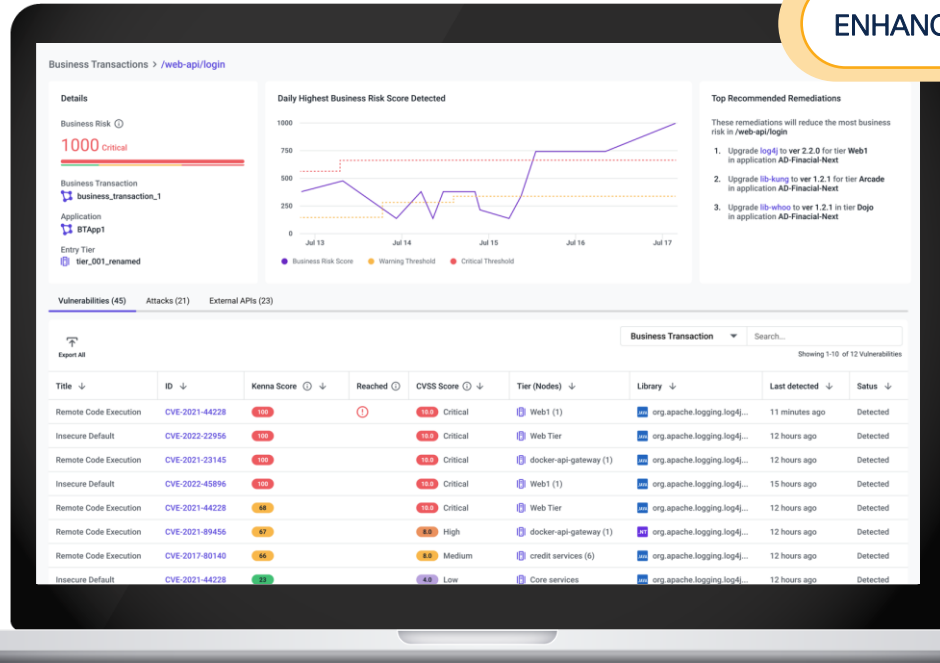 ENHANC
Business Transactions > /web-api/login
Details
Business Risk
1000 Critical
Business Transaction
business_transaction_1
Application
BTApp1
Entry Tier
tier_001_renamed
Daily Highest Business Risk Score Detected
1000
750
500
250
0
Jul 13 Jul 14 Jul 15 Jul 16 Jul 17
Business Risk Score Warning Threshold Critical Threshold
Top Recommended Remediations
These remediations will reduce the most business
risk in /web-api/login
1. Upgrade log4j to ver 2.2.0 for tier Web1
in application AD-Finacial-Next
2. Upgrade lib-kung to ver 1.2.1 for tier Arcade
in application AD-Finacial-Next
3. Upgrade lib-whoo to ver 1.2.1 in tier Dojo
in application AD-Finacial-Next
Vulnerabilities (45) Attacks (21) External APIs (23)
Export All
Business Transaction Search...
Showing 1-10 of 12 Vulnerabilities
Title ID Kenna Score Reached CVSS Score Tier (Nodes) Library Last detected Satus
Remote Code Execution CVE-2021-44228 100 10.0 Critical Web1 (1) org.apache.logging.log4j... 11 minutes ago Detected
Insecure Default CVE-2022-22956 100 10.0 Critical Web Tier org.apache.logging.log4j... 12 hours ago Detected
Remote Code Execution CVE-2021-23145 100 10.0 Critical docker-api-gateway (1) org.apache.logging.log4j... 12 hours ago Detected
Insecure Default CVE-2022-45896 100 10.0 Critical Web1 (1) org.apache.logging.log4j... 15 hours ago Detected
Remote Code Execution CVE-2021-44228 68 10.0 Critical Web Tier org.apache.logging.log4j... 12 hours ago Detected
Remote Code Execution CVE-2021-89456 67 8.0 High docker-api-gateway (1) .NT org.apache.logging.log4j... 12 hours ago Detected
Remote Code Execution CVE-2017-80140 66 8.0 Medium credit services (6) org.apache.logging.log4j... 12 hours ago Detected
Insecure Default CVE-2021-44228 23 4.0 Low Core services org.apache.logging.log4j... 12 hours ago Detected